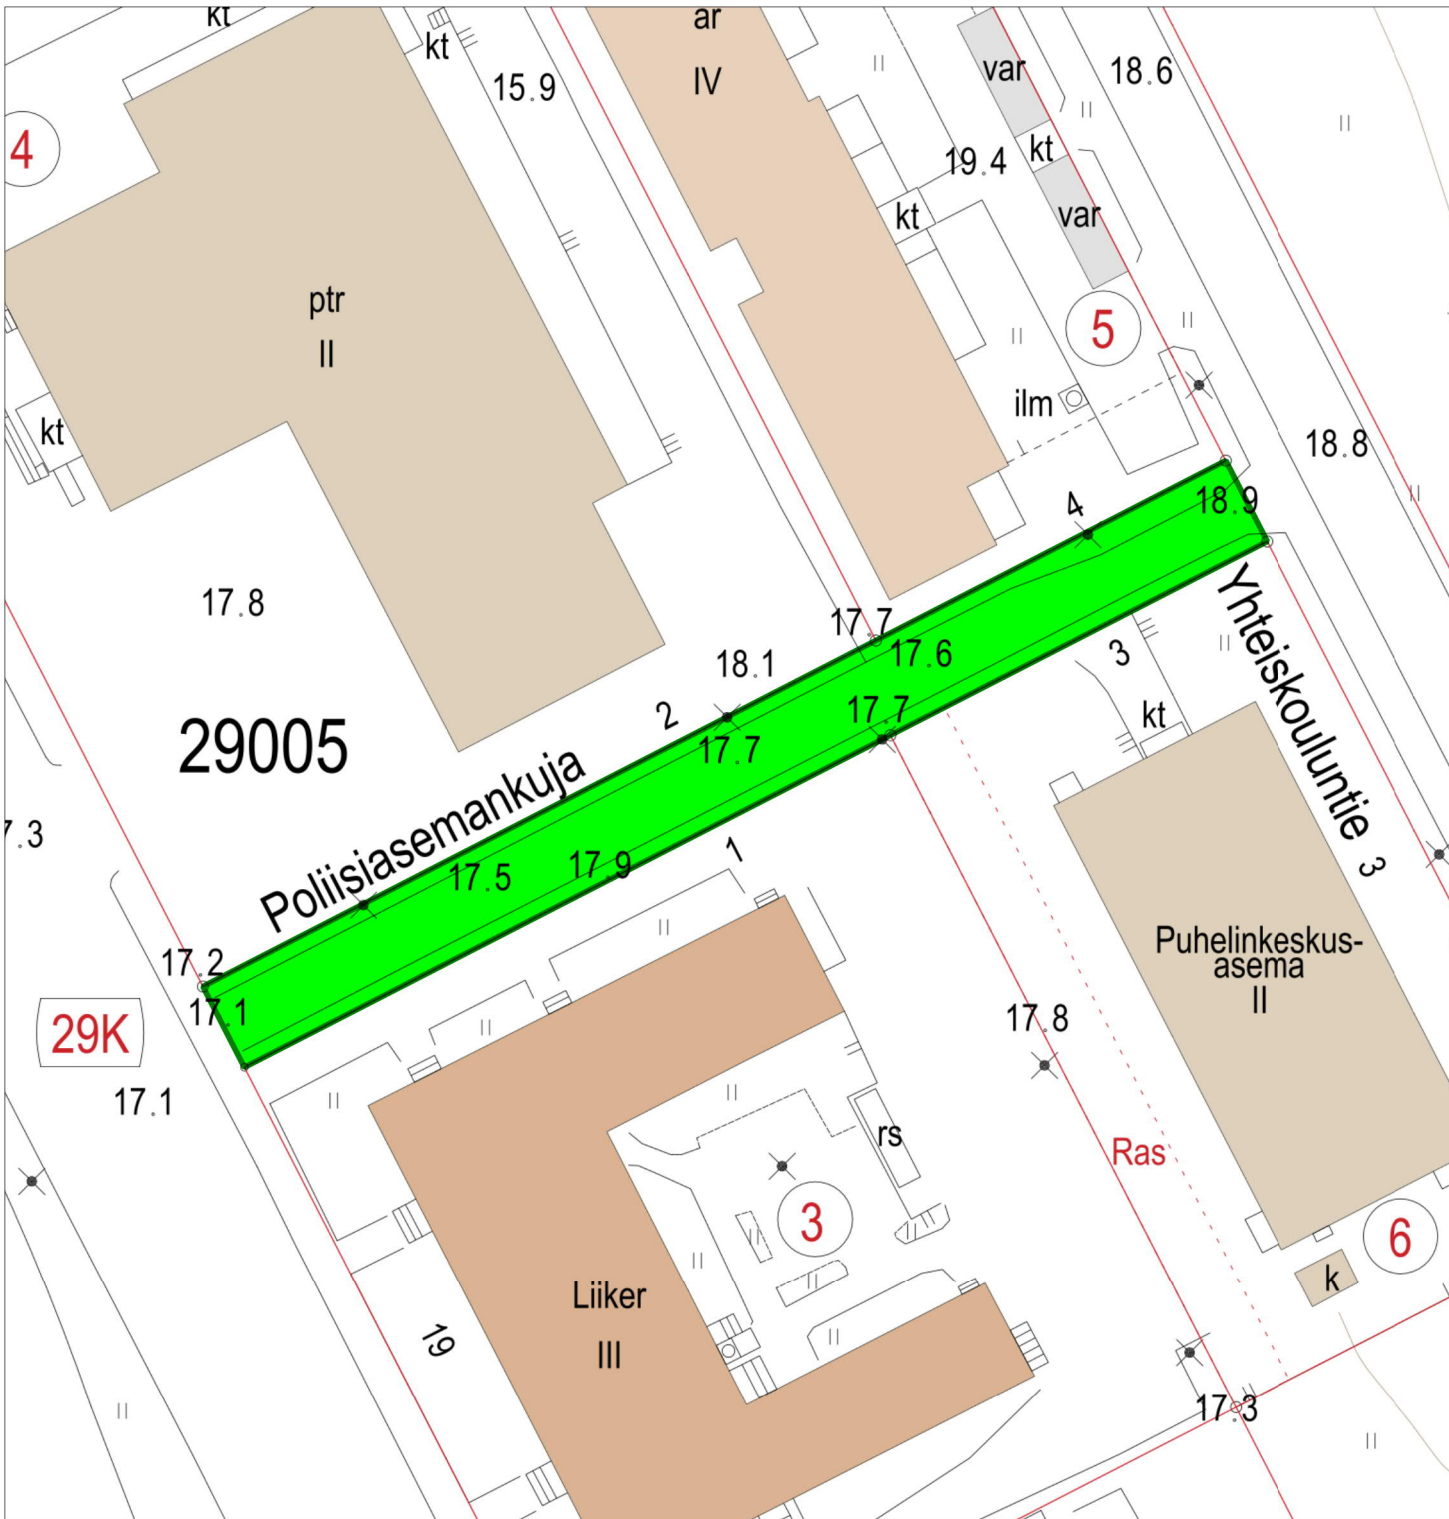 kt
kt
ar
IV
15.9
var
18.6
4
kt
19.4
kt
var
ptr
II
5
kt
ilm
18.8
18.9
4
17.8
17.7
17.6
18.1
3
2
17.7
kt
17.7
29005
Yhteiskouluntie
3
Poliisiasemankuja
7.3
1
17.9
17.5
Puhelinkeskus-
asema
II
17.2
17.1
29K
17.8
17.1
rs
Ras
3
6
k
Liiker
III
19
17.3